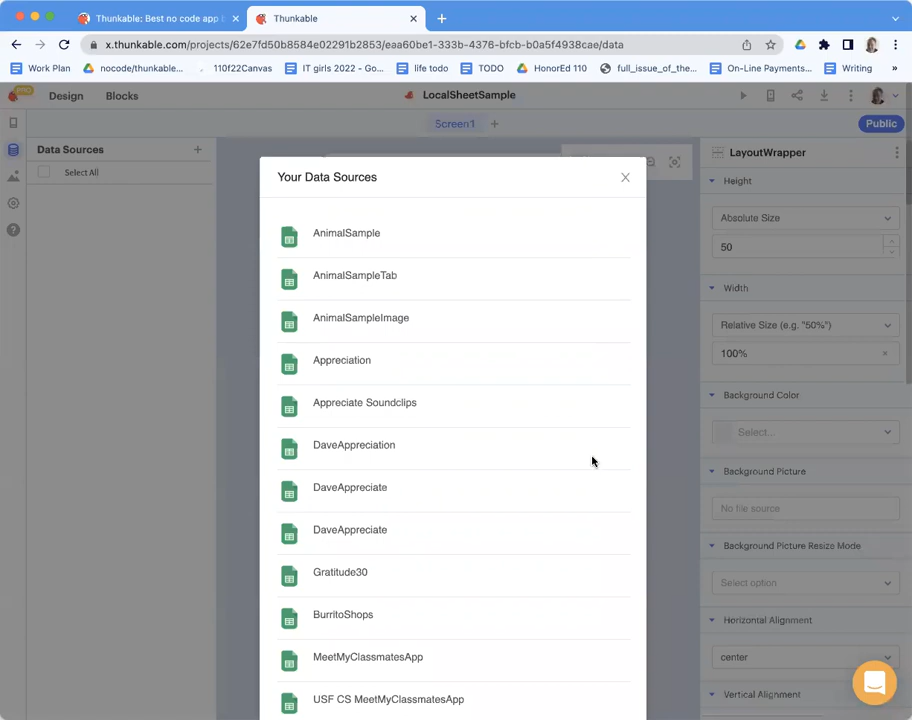 Thunkable: Best no code app b
Thunkable
x.thunkable.com/projects/62e7fd50b8584e02291b2853/eaa60be1-333b-4376-bfcb-b0a5f4938cae/data
Work Plan
nocode/thunkable...
110f22Canvas
IT girls 2022 - Go...
life todo
TODO
HonorEd 110
full_issue_of_the...
On-Line Payments...
Writing
»
PRO
Design
Blocks
LocalSheetSample
Screen1
Public
Data Sources
Select All
Your Data Sources
AnimalSample
AnimalSampleTab
AnimalSampleImage
Appreciation
Appreciate Soundclips
DaveAppreciation
DaveAppreciate
DaveAppreciate
Gratitude30
BurritoShops
MeetMyClassmatesApp
USF CS MeetMyClassmatesApp
LayoutWrapper
Height
Absolute Size
50
Width
Relative Size (e.g. "50%")
100%
Background Color
Select...
Background Picture
No file source
Background Picture Resize Mode
Select option
Horizontal Alignment
center
Vertical Alignment